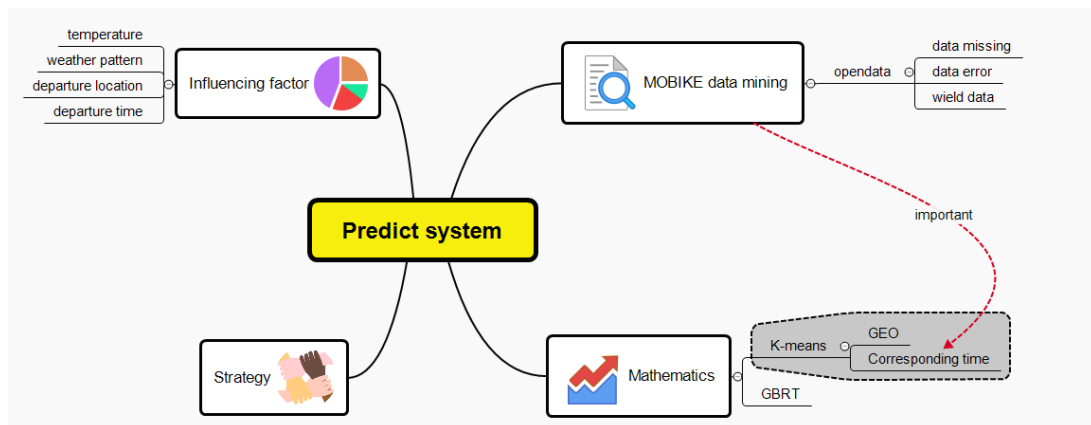 temperature
weather pattern
departure location
departure time
Influencing factor
MOBIKE data mining
opendata
data missing
data error
wield data
important
Predict system
Strategy
Mathematics
K-means
GEO
Corresponding time
GBRT